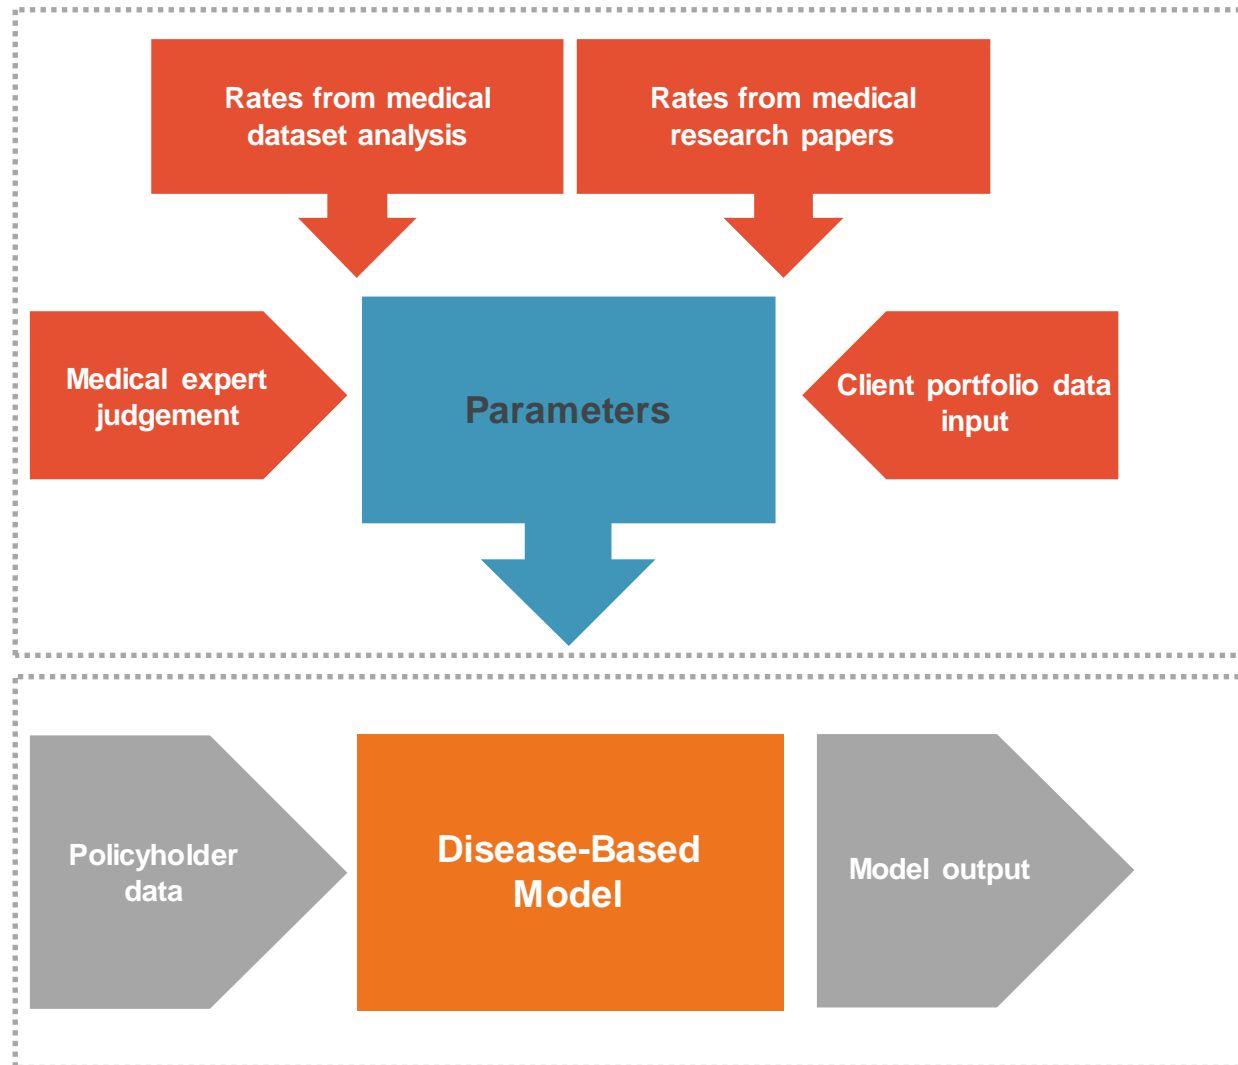 Rates from medical
dataset analysis
Rates from medical
research papers
Medical expert
judgement
Parameters
Client portfolio data
input
Policyholder
data
Disease-Based
Model
Model output